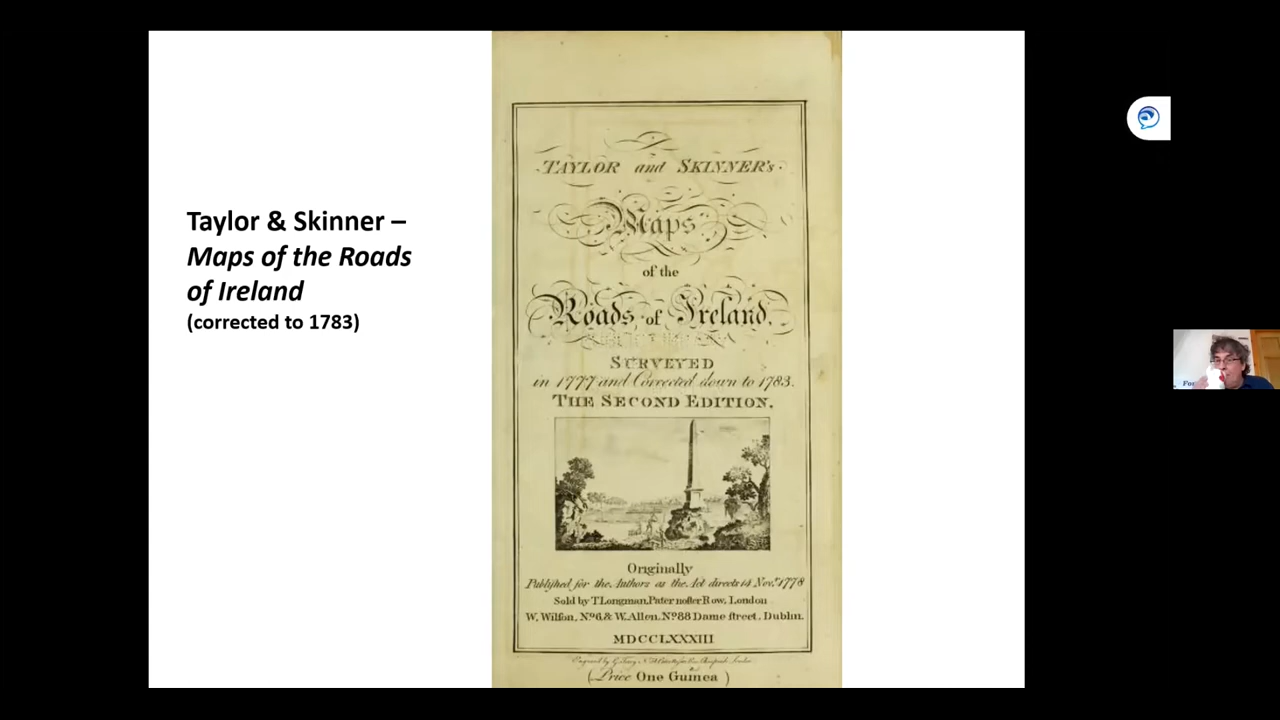 Taylor & Skinner –
Maps of the Roads
of Ireland
(corrected to 1783)
TAYLOR and SKINNER's
Maps
of the
Roads of Ireland,
SURVEYED
in 1777 and Corrected down to 1783.
THE SECOND EDITION.
Originally
Published for the Authors as the Act directs 14 Novr. 1778
Sold by T. Longman, Pater noster Row, London
W. Wilson, No. 6, & W. Allen, No. 88 Dame street, Dublin.
MDCCLXXXIII
Engraved by G.
(Price One Guinea)